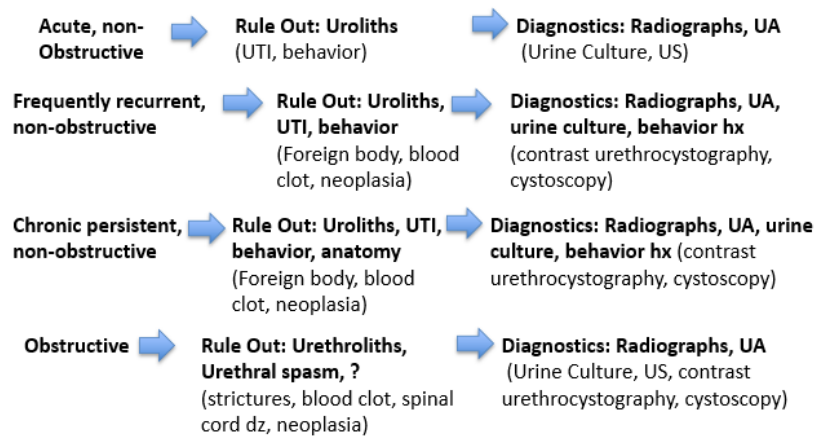 Acute, non-
Obstructive
Rule Out: Uroliths
(UTI, behavior)
Diagnostics: Radiographs, UA
(Urine Culture, US)
Frequently recurrent,
non-obstructive
Rule Out: Uroliths,
UTI, behavior
(Foreign body, blood
clot, neoplasia)
Diagnostics: Radiographs, UA,
urine culture, behavior hx
(contrast urethrocystography,
cystoscopy)
Chronic persistent,
non-obstructive
Rule Out: Uroliths, UTI,
behavior, anatomy
(Foreign body, blood
clot, neoplasia)
Diagnostics: Radiographs, UA, urine
culture, behavior hx (contrast
urethrocystography, cystoscopy)
Obstructive
Rule Out: Urethroliths,
Urethral spasm, ?
(strictures, blood clot, spinal
cord dz, neoplasia)
Diagnostics: Radiographs, UA
(Urine Culture, US, contrast
urethrocystography, cystoscopy)